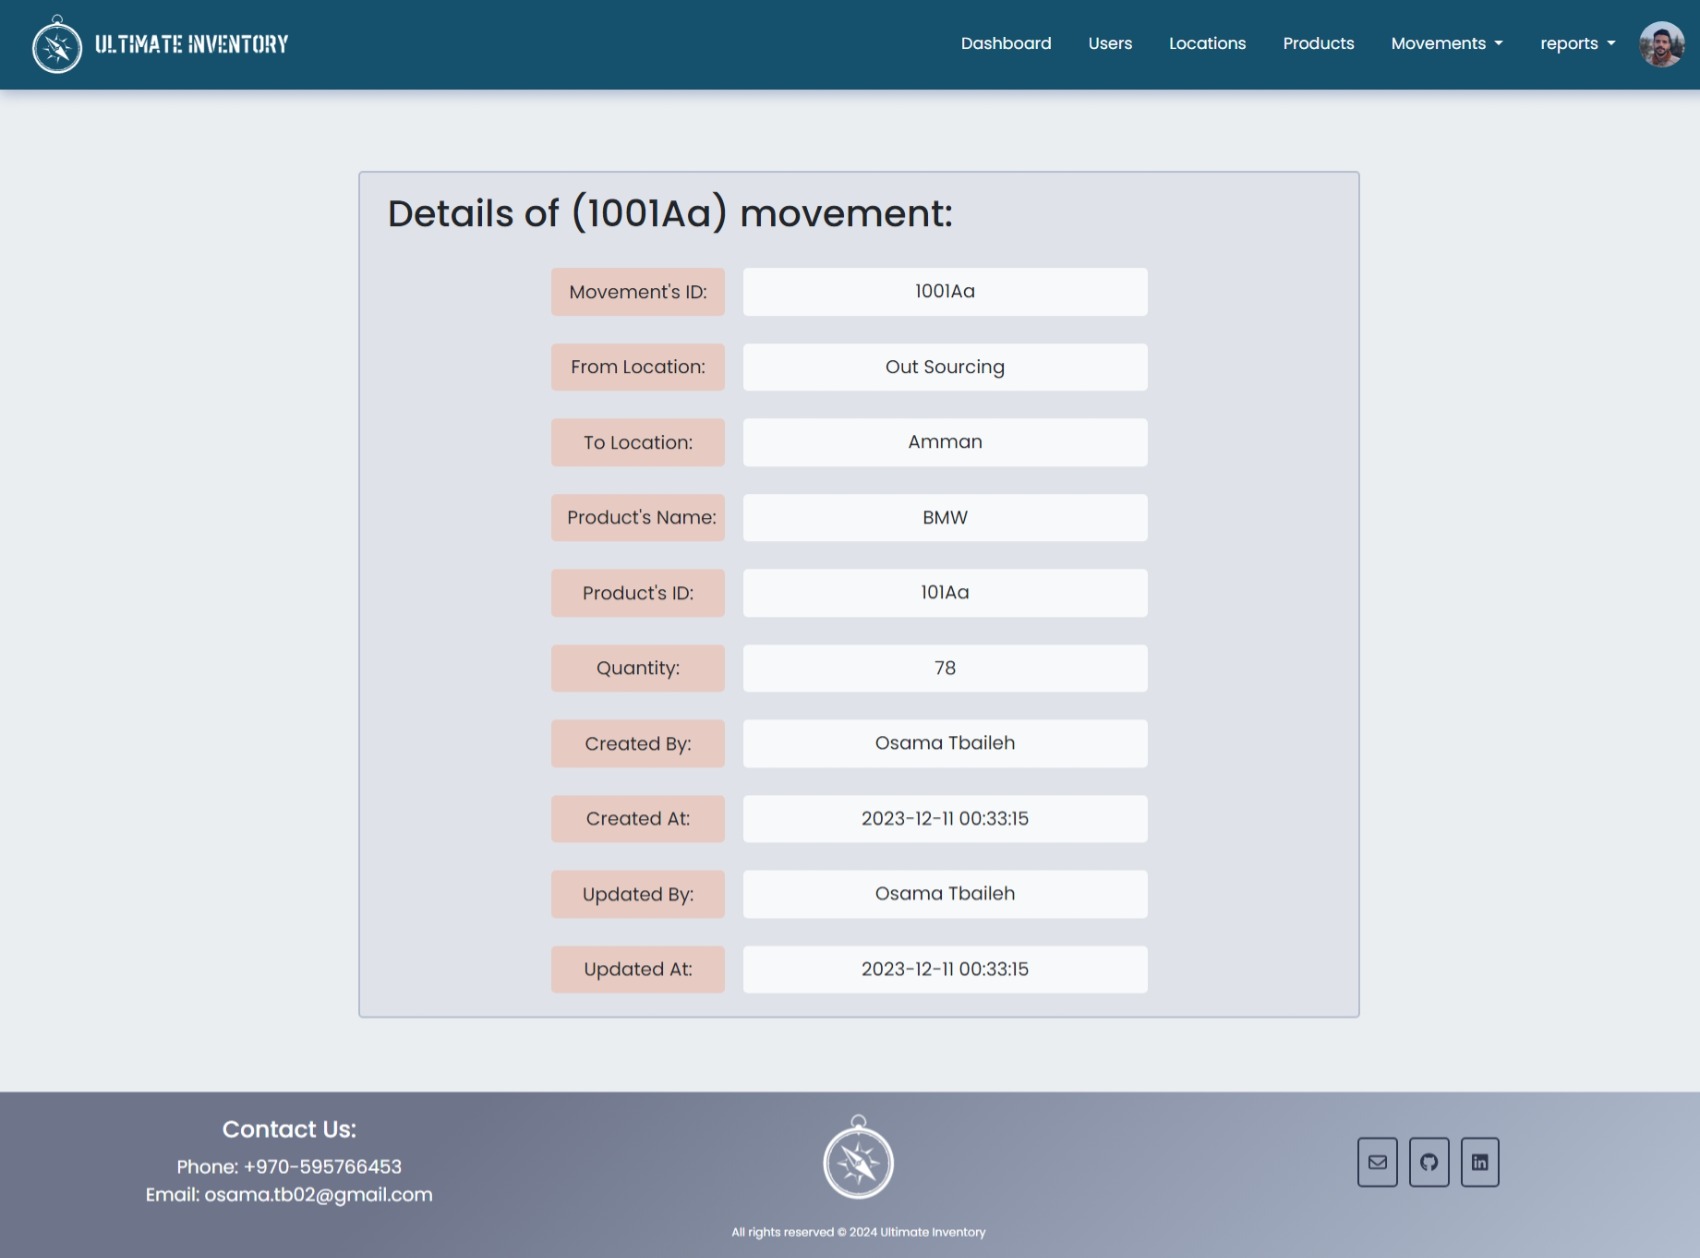 ULTIMATE INVENTORY
Dashboard
Users
Locations
Products
Movements
reports
Details of (1001Aa) movement:
Movement's ID: 1001Aa
From Location: Out Sourcing
To Location: Amman
Product's Name: BMW
Product's ID: 101Aa
Quantity: 78
Created By: Osama Tbaileh
Created At: 2023-12-11 00:33:15
Updated By: Osama Tbaileh
Updated At: 2023-12-11 00:33:15
Contact Us:
Phone: +970-595766453
Email: osama.tb02@gmail.com
All rights reserved © 2024 Ultimate Inventory